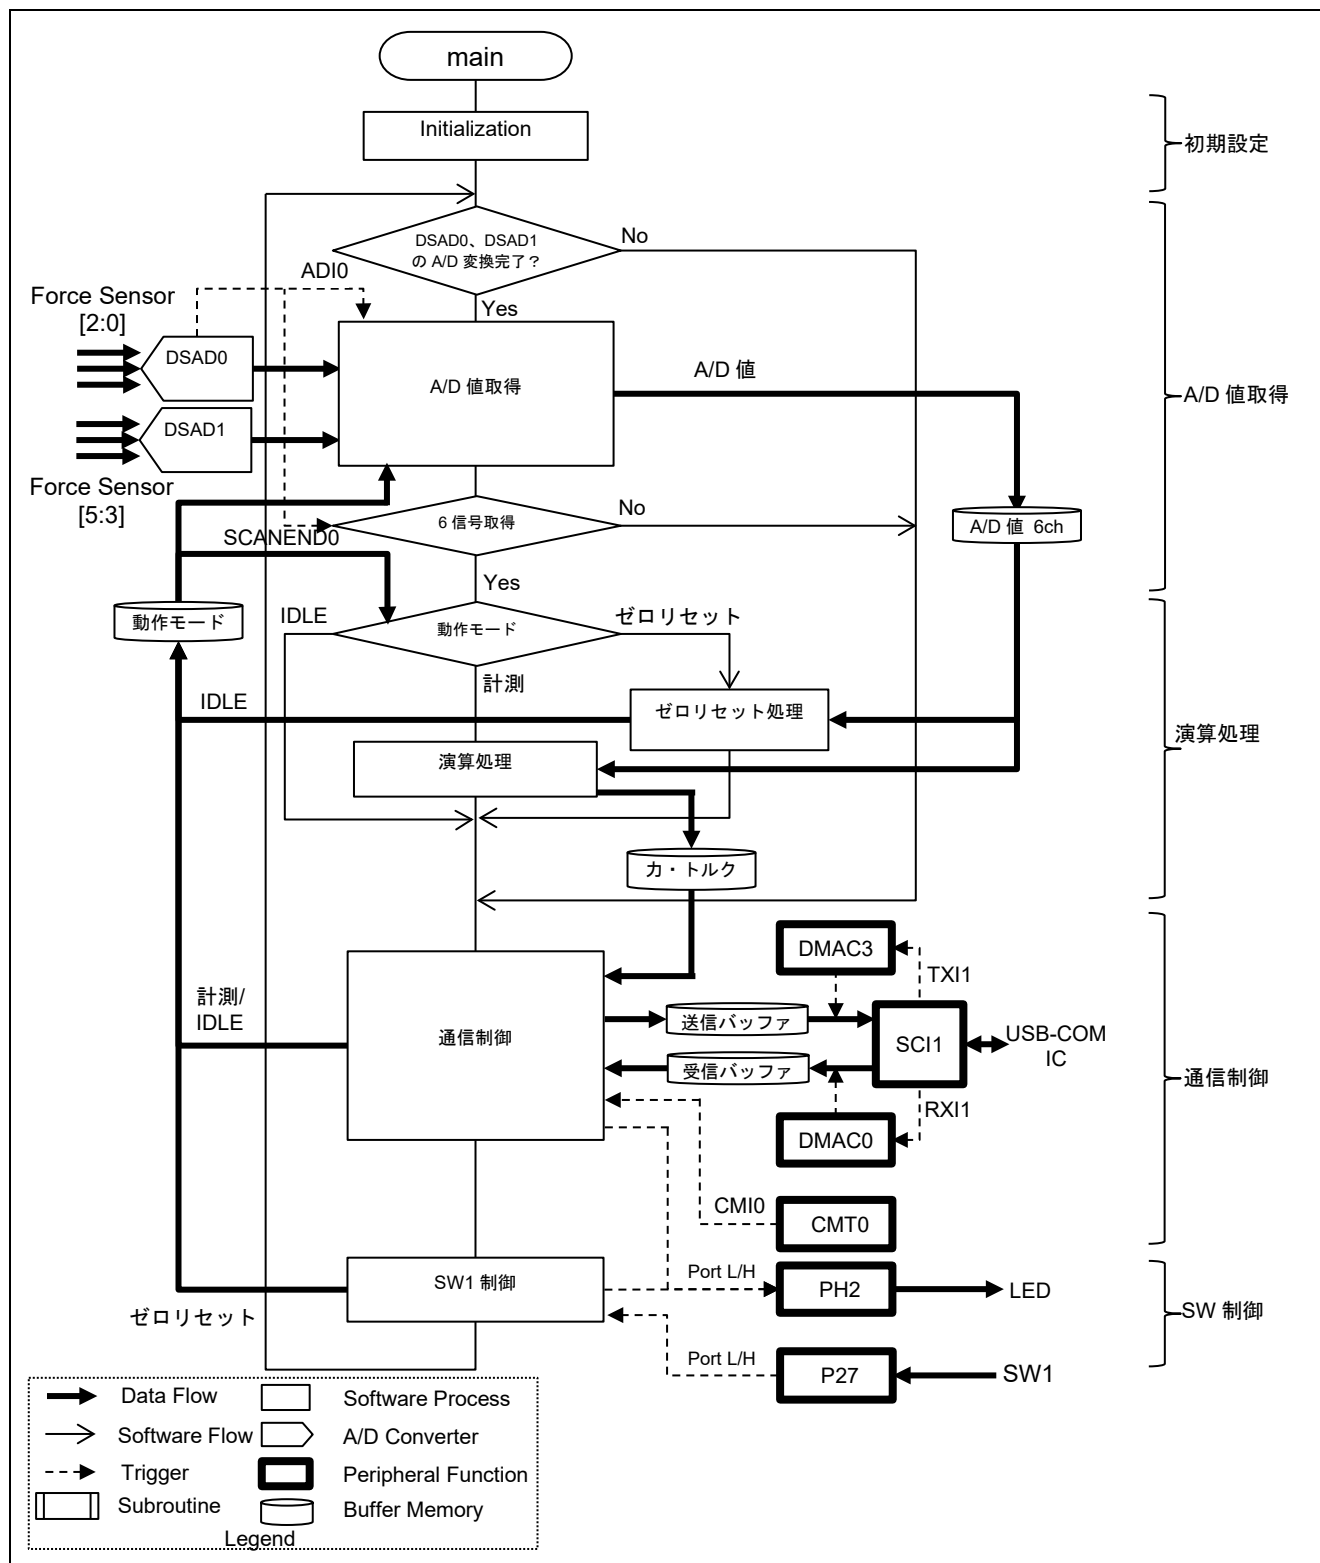 main
Initialization
初期設定
DSAD0、DSAD1
の A/D 変換完了？
No
ADI0
Yes
Force Sensor
[2:0]
DSAD0
A/D 値取得
A/D 値
A/D 値取得
DSAD1
Force Sensor
[5:3]
6 信号取得
No
SCANEND0
A/D 値 6ch
Yes
動作モード
IDLE
動作モード
ゼロリセット
計測
IDLE
ゼロリセット処理
演算処理
演算処理
力・トルク
DMAC3
TXI1
計測/
IDLE
通信制御
送信バッファ
受信バッファ
SCI1
USB-COM
IC
通信制御
RXI1
DMAC0
CMI0
CMT0
SW1 制御
Port L/H
PH2
LED
ゼロリセット
SW 制御
Port L/H
P27
SW1
Data Flow
Software Process
Software Flow
A/D Converter
Trigger
Peripheral Function
Subroutine
Buffer Memory
Legend